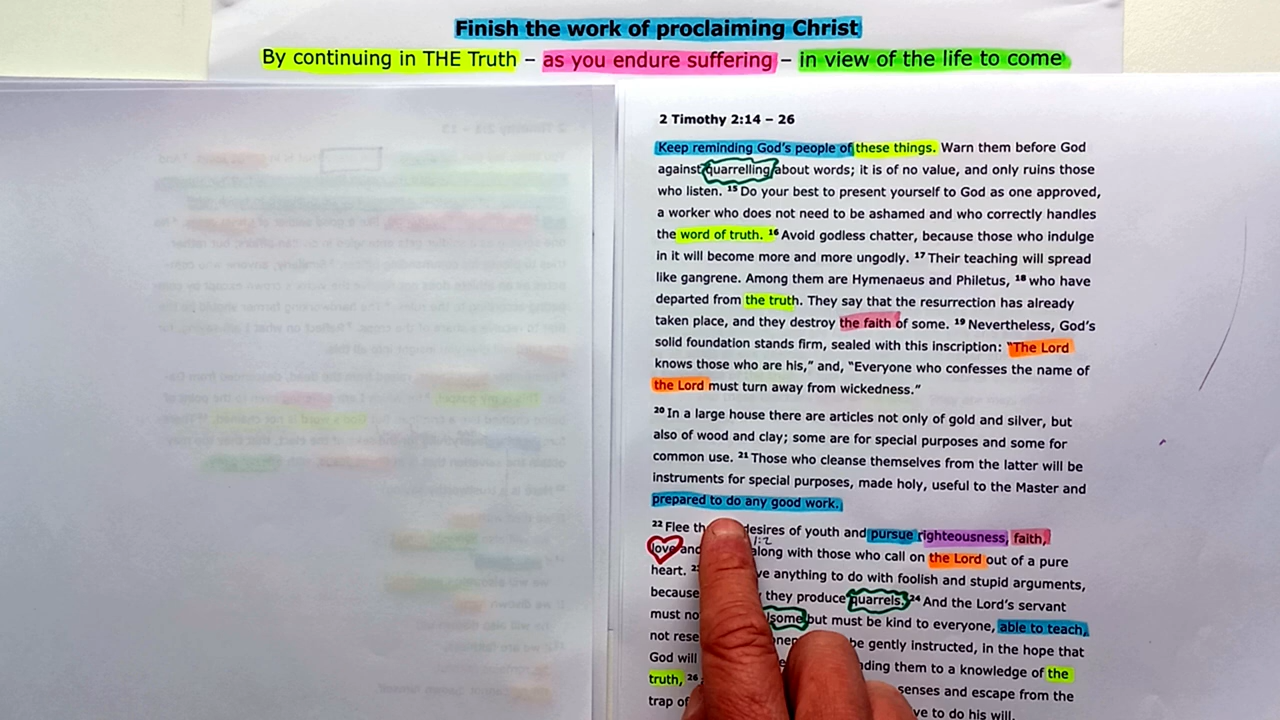 Finish the work of proclaiming Christ
By continuing in THE Truth – as you endure suffering – in view of the life to come
2 Timothy 2:14 – 26
Keep reminding God's people of these things. Warn them before God
against quarrelling about words; it is of no value, and only ruins those
who listen. 15 Do your best to present yourself to God as one approved,
a worker who does not need to be ashamed and who correctly handles
the word of truth. 16 Avoid godless chatter, because those who indulge
in it will become more and more ungodly. 17 Their teaching will spread
like gangrene. Among them are Hymenaeus and Philetus, 18 who have
departed from the truth. They say that the resurrection has already
taken place, and they destroy the faith of some. 19 Nevertheless, God's
solid foundation stands firm, sealed with this inscription: "The Lord
knows those who are his," and, "Everyone who confesses the name of
the Lord must turn away from wickedness."
20 In a large house there are articles not only of gold and silver, but
also of wood and clay; some are for special purposes and some for
common use. 21 Those who cleanse themselves from the latter will be
instruments for special purposes, made holy, useful to the Master and
prepared to do any good work.
22 Flee desires of youth and pursue righteousness, faith,
love and 1:2 along with those who call on the Lord out of a pure
heart. anything to do with foolish and stupid arguments,
because they produce quarrels. 24 And the Lord's servant
must but must be kind to everyone, able to teach,
not be gently instructed, in the hope that
God will them to a knowledge of the
truth, 26 senses and escape from the
trap of to do his will.